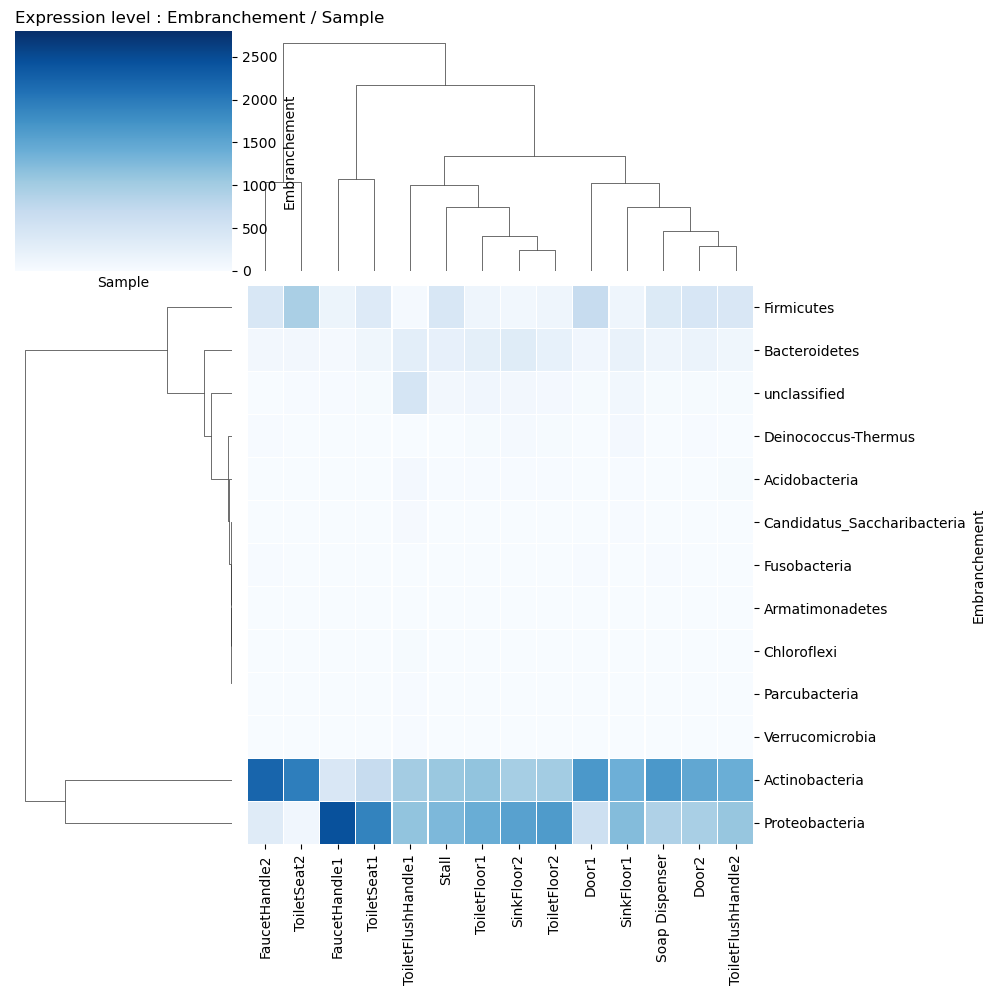 Expression level : Embranchement / Sample
2500
2000
1500
1000
500
0
Embranchement
Sample
Firmicutes
Bacteroidetes
unclassified
Deinococcus-Thermus
Acidobacteria
Candidatus_Saccharibacteria
Fusobacteria
Armatimonadetes
Chloroflexi
Parcubacteria
Verrucomicrobia
Actinobacteria
Proteobacteria
Embranchement
FaucetHandle2
ToiletSeat2
FaucetHandle1
ToiletSeat1
ToiletFlushHandle1
Stall
ToiletFloor1
SinkFloor2
ToiletFloor2
Door1
SinkFloor1
Soap Dispenser
Door2
ToiletFlushHandle2